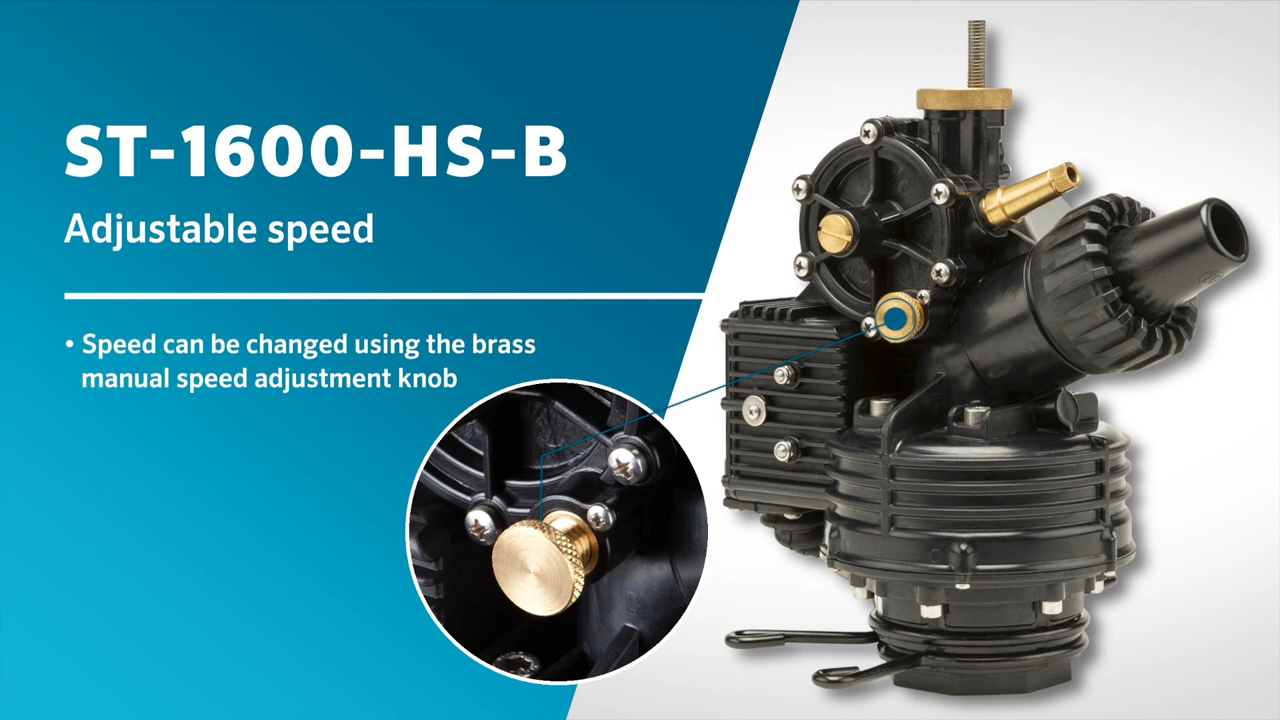 ST-1600-HS-B
Adjustable speed
• Speed can be changed using the brass
manual speed adjustment knob